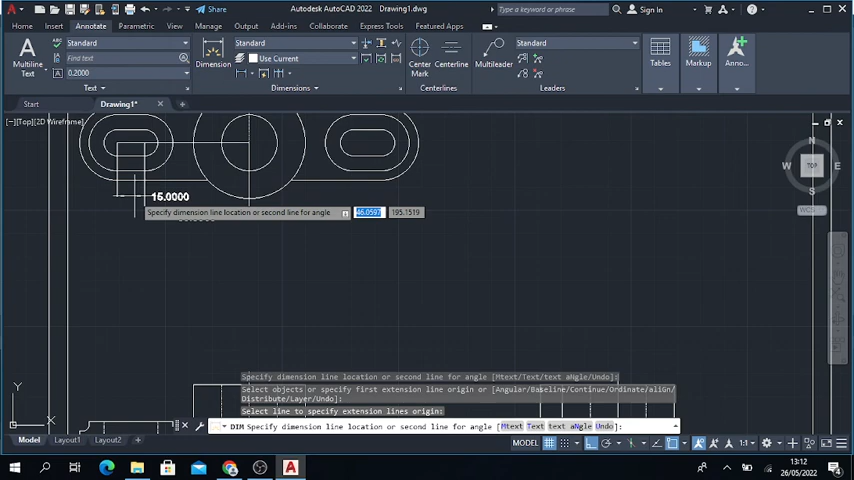 Share
Autodesk AutoCAD 2022 Drawing1.dwg
Type a keyword or phrase
Sign In
Home Insert Annotate Parametric View Manage Output Add-ins Collaborate Express Tools Featured Apps
Multiline
Text
Standard
Find text
0.2000
Text
Dimension
Standard
Use Current
Dimensions
Center
Mark
Centerline
Centerlines
Multileader
Standard
Leaders
Tables
Markup
Anno...
Start
Drawing1*
[−][Top][2D Wireframe]
N
W TOP E
S
WCS
15.0000
Specify dimension line location or second line for angle 46.0597 195.1519
Y
X
Specify dimension line location or second line for angle [Mtext/Text/text aNgle/Undo]:
Select objects or specify first extension line origin or [Angular/Baseline/Continue/Ordinate/aliGn/
Distribute/Layer/Undo]:
Select line to specify extension lines origin:
DIM Specify dimension line location or second line for angle [Mtext Text text aNgle Undo]:
Model Layout1 Layout2 +
MODEL
1:1
13:12
26/05/2022